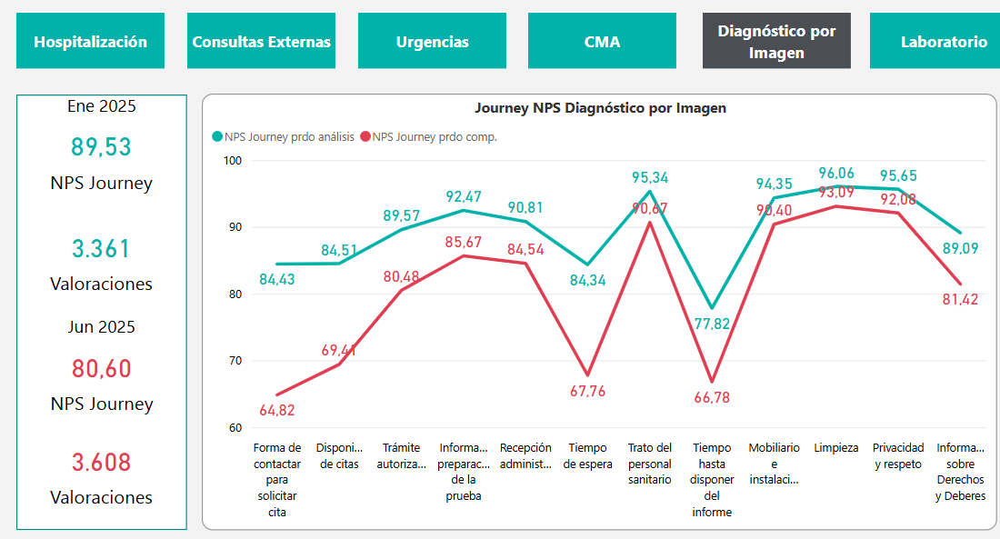 Hospitalización
Consultas Externas
Urgencias
CMA
Diagnóstico por
Imagen
Laboratorio
Ene 2025
89,53
NPS Journey
3.361
Valoraciones
Jun 2025
80,60
NPS Journey
3.608
Valoraciones
Journey NPS Diagnóstico por Imagen
NPS Journey prdo análisis
NPS Journey prdo comp.
100
90
80
70
60
84,43
84,51
89,57
92,47
90,81
84,34
95,34
77,82
94,35
96,06
95,65
89,09
64,82
69,41
80,48
85,67
84,54
67,76
90,67
66,78
90,40
93,09
92,08
81,42
Forma de
contactar
para
solicitar
cita
Disponi...
de citas
Trámite
autoriza...
Informa...
preparac...
de la
prueba
Recepción
administ...
Tiempo
de espera
Trato del
personal
sanitario
Tiempo
hasta
disponer
del
informe
Mobiliario
e
instalaci...
Limpieza
Privacidad
y respeto
Informa...
sobre
Derechos
y Deberes